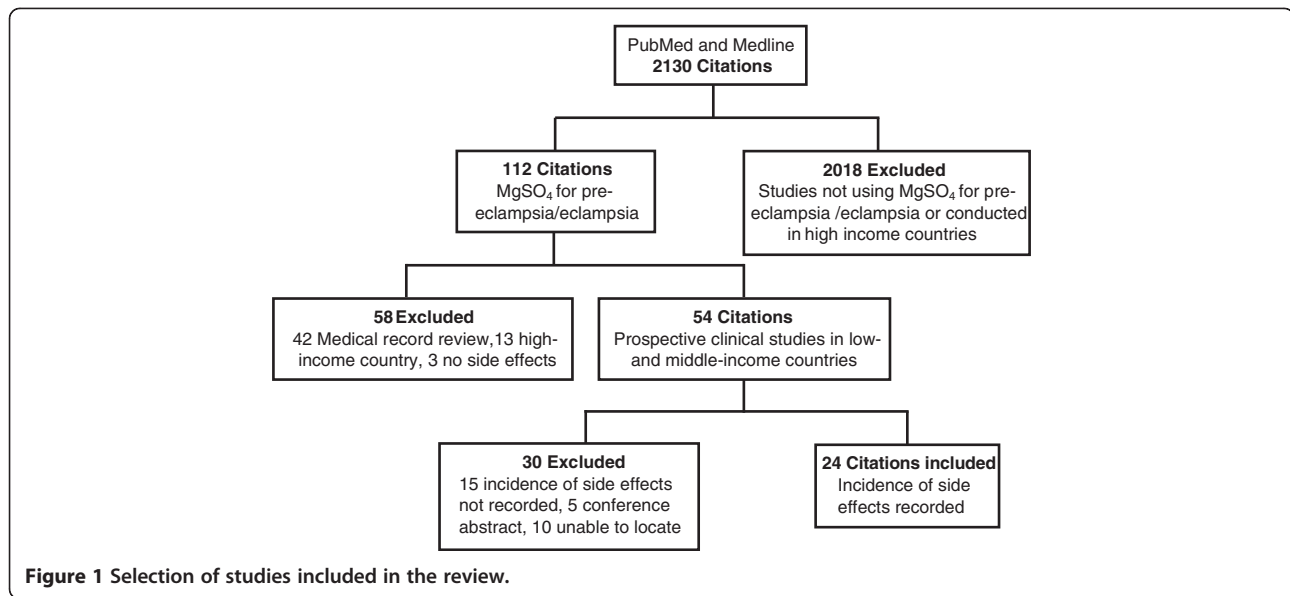 PubMed and Medline
2130 Citations
112 Citations
MgSO₄ for pre-
eclampsia/eclampsia
2018 Excluded
Studies not using MgSO₄ for pre-
eclampsia /eclampsia or conducted
in high income countries
58 Excluded
42 Medical record review,13 high-
income country, 3 no side effects
54 Citations
Prospective clinical studies in low-
and middle-income countries
30 Excluded
15 incidence of side effects
not recorded, 5 conference
abstract, 10 unable to locate
24 Citations included
Incidence of side
effects recorded
Figure 1 Selection of studies included in the review.